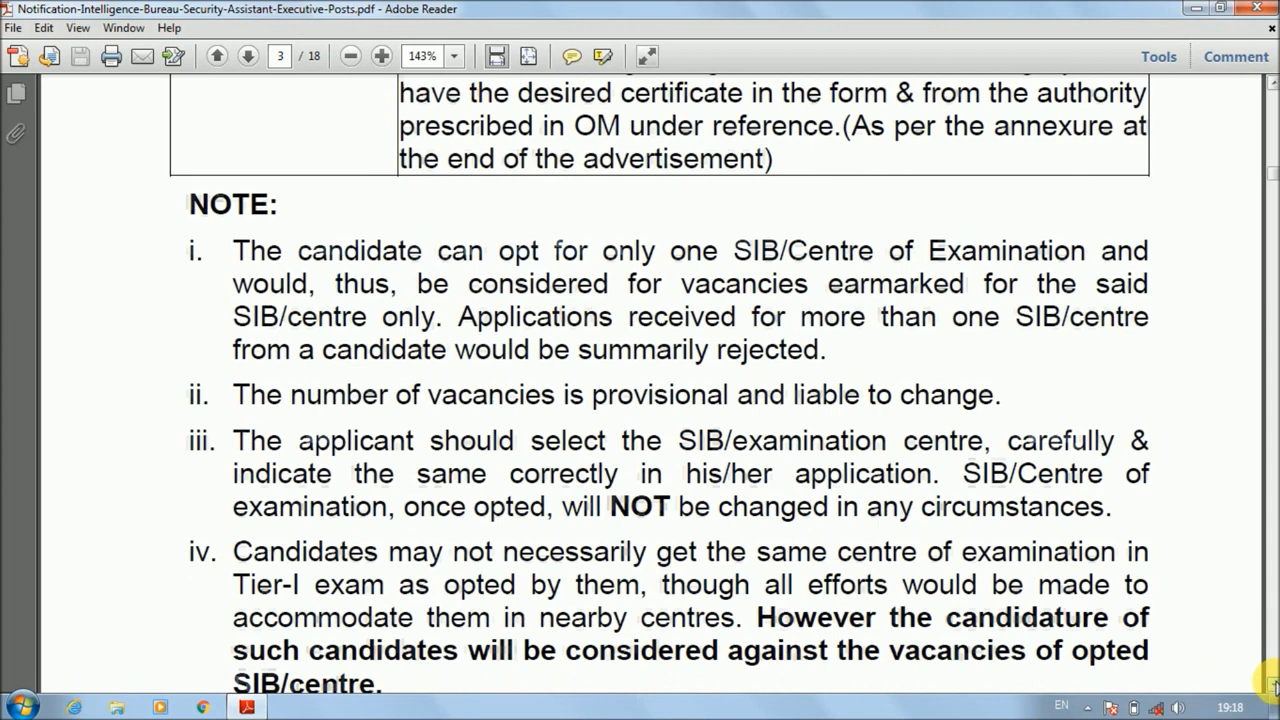 Notification-Intelligence-Bureau-Security-Assistant-Executive-Posts.pdf - Adobe Reader
File Edit View Window Help
3 / 18 143% Tools Comment
have the desired certificate in the form & from the authority
prescribed in OM under reference.(As per the annexure at
the end of the advertisement)
NOTE:
i. The candidate can opt for only one SIB/Centre of Examination and
would, thus, be considered for vacancies earmarked for the said
SIB/centre only. Applications received for more than one SIB/centre
from a candidate would be summarily rejected.
ii. The number of vacancies is provisional and liable to change.
iii. The applicant should select the SIB/examination centre, carefully &
indicate the same correctly in his/her application. SIB/Centre of
examination, once opted, will NOT be changed in any circumstances.
iv. Candidates may not necessarily get the same centre of examination in
Tier-I exam as opted by them, though all efforts would be made to
accommodate them in nearby centres. However the candidature of
such candidates will be considered against the vacancies of opted
SIB/centre.
EN 19:18